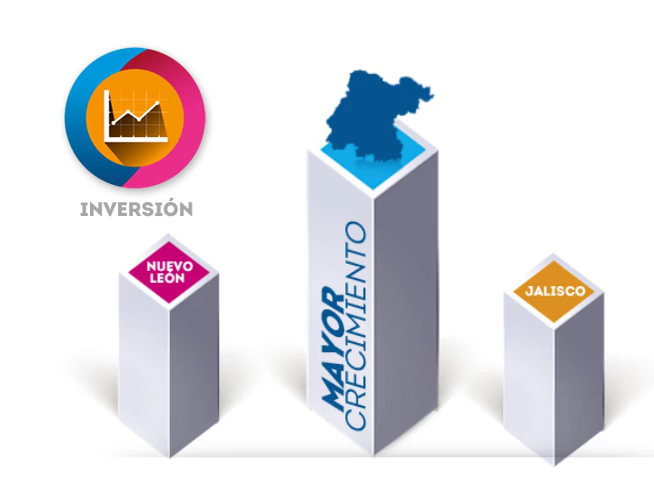 INVERSIÓN
NUEVO
LEÓN
MAYOR
CRECIMIENTO
JALISCO